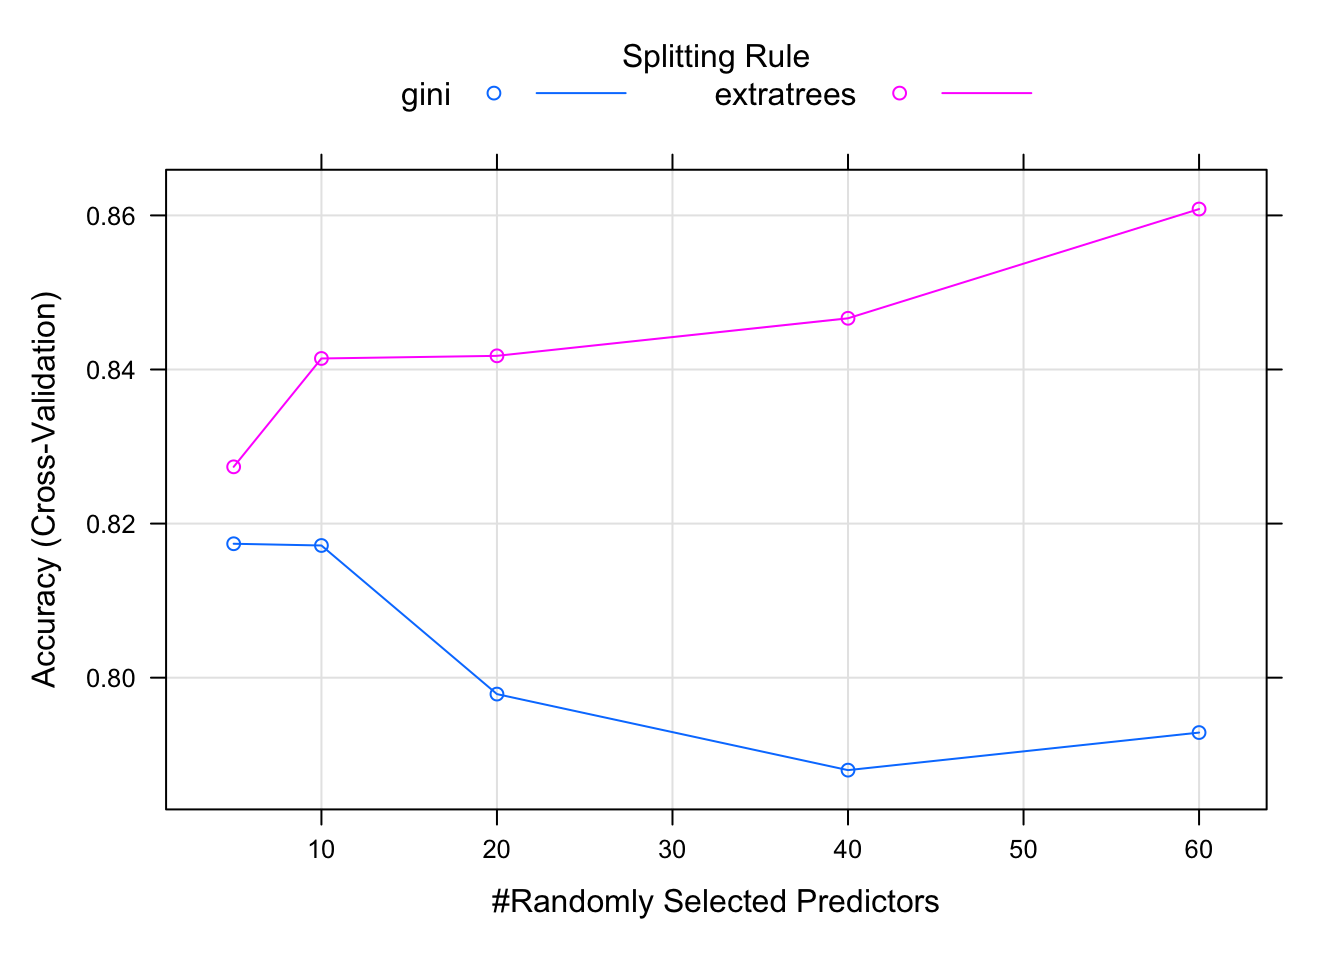 Splitting Rule
gini extratrees
0.86
0.84
0.82
0.80
Accuracy (Cross-Validation)
10 20 30 40 50 60
#Randomly Selected Predictors